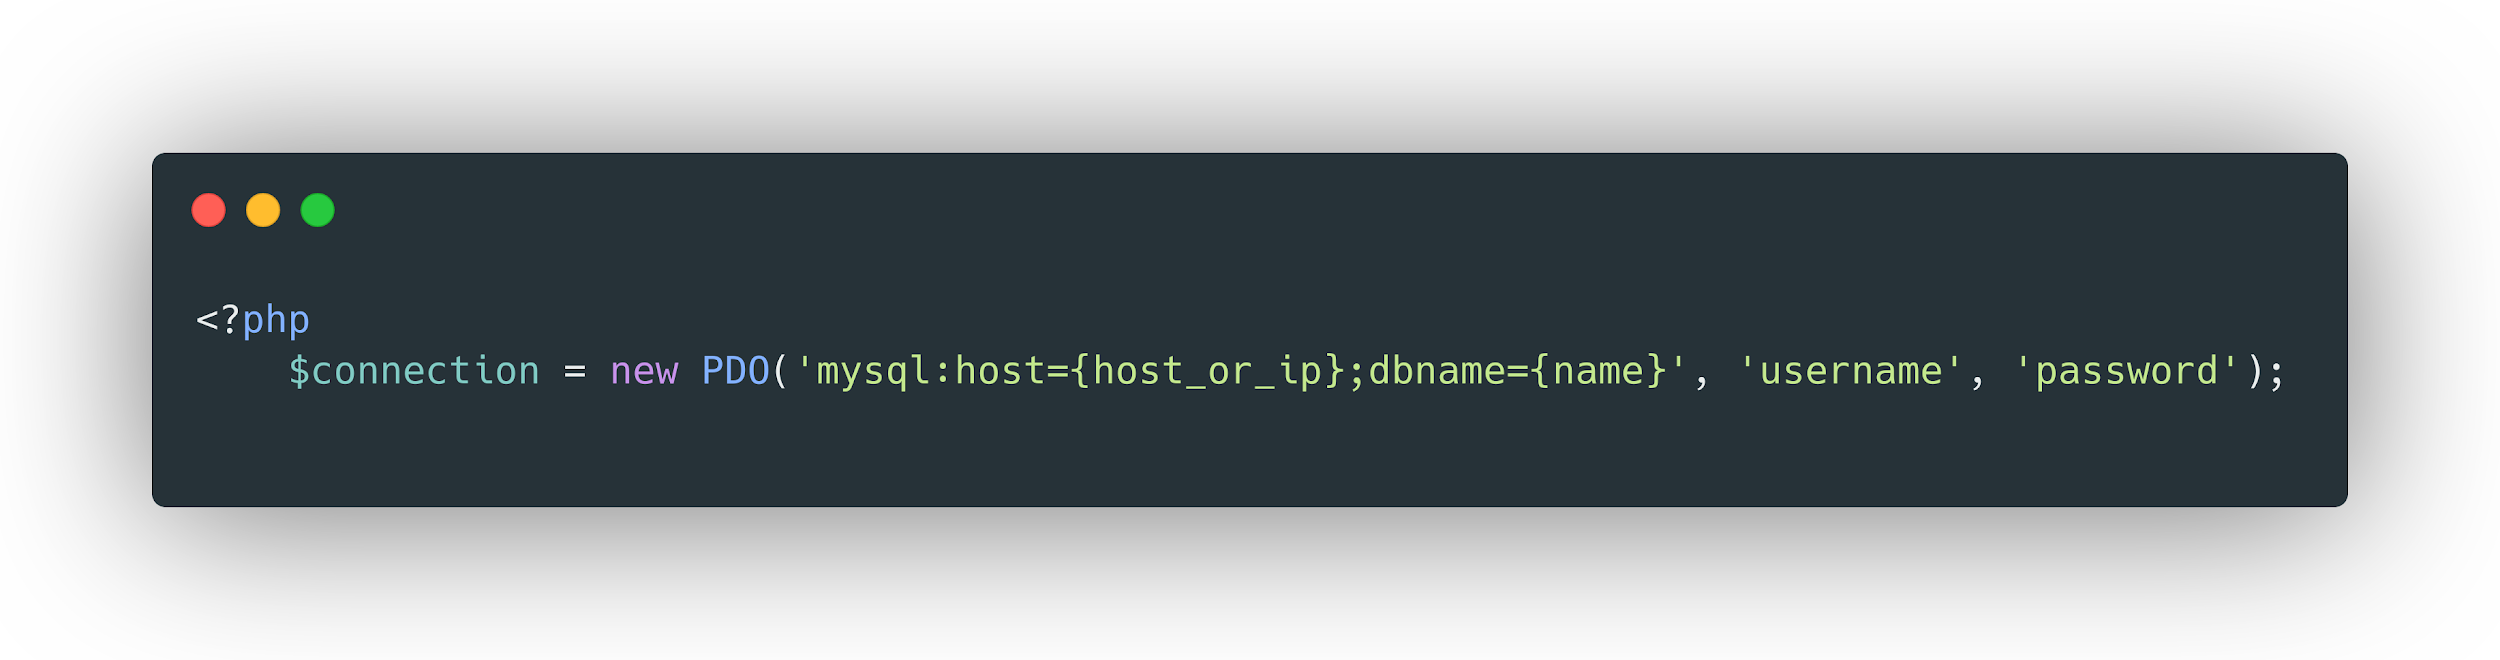 <?php
    $connection = new PDO('mysql:host={host_or_ip};dbname={name}', 'username', 'password');